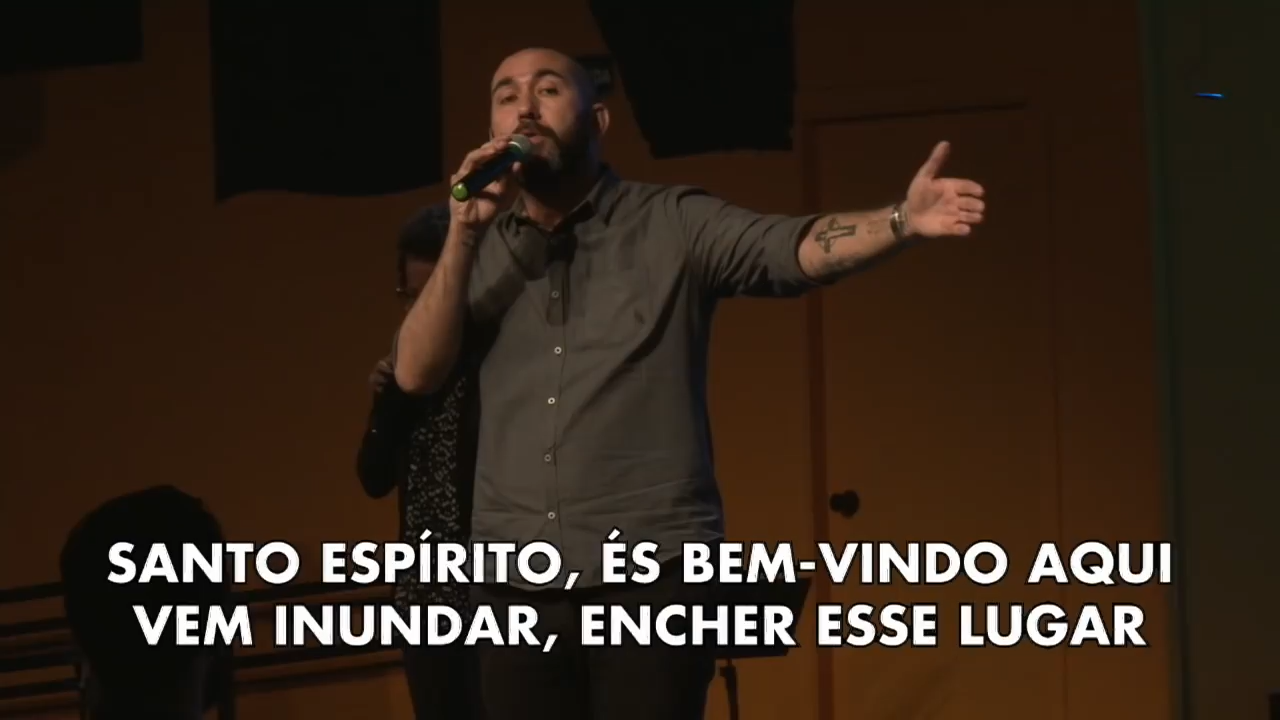 SANTO ESPÍRITO, ÉS BEM-VINDO AQUI
VEM INUNDAR, ENCHER ESSE LUGAR